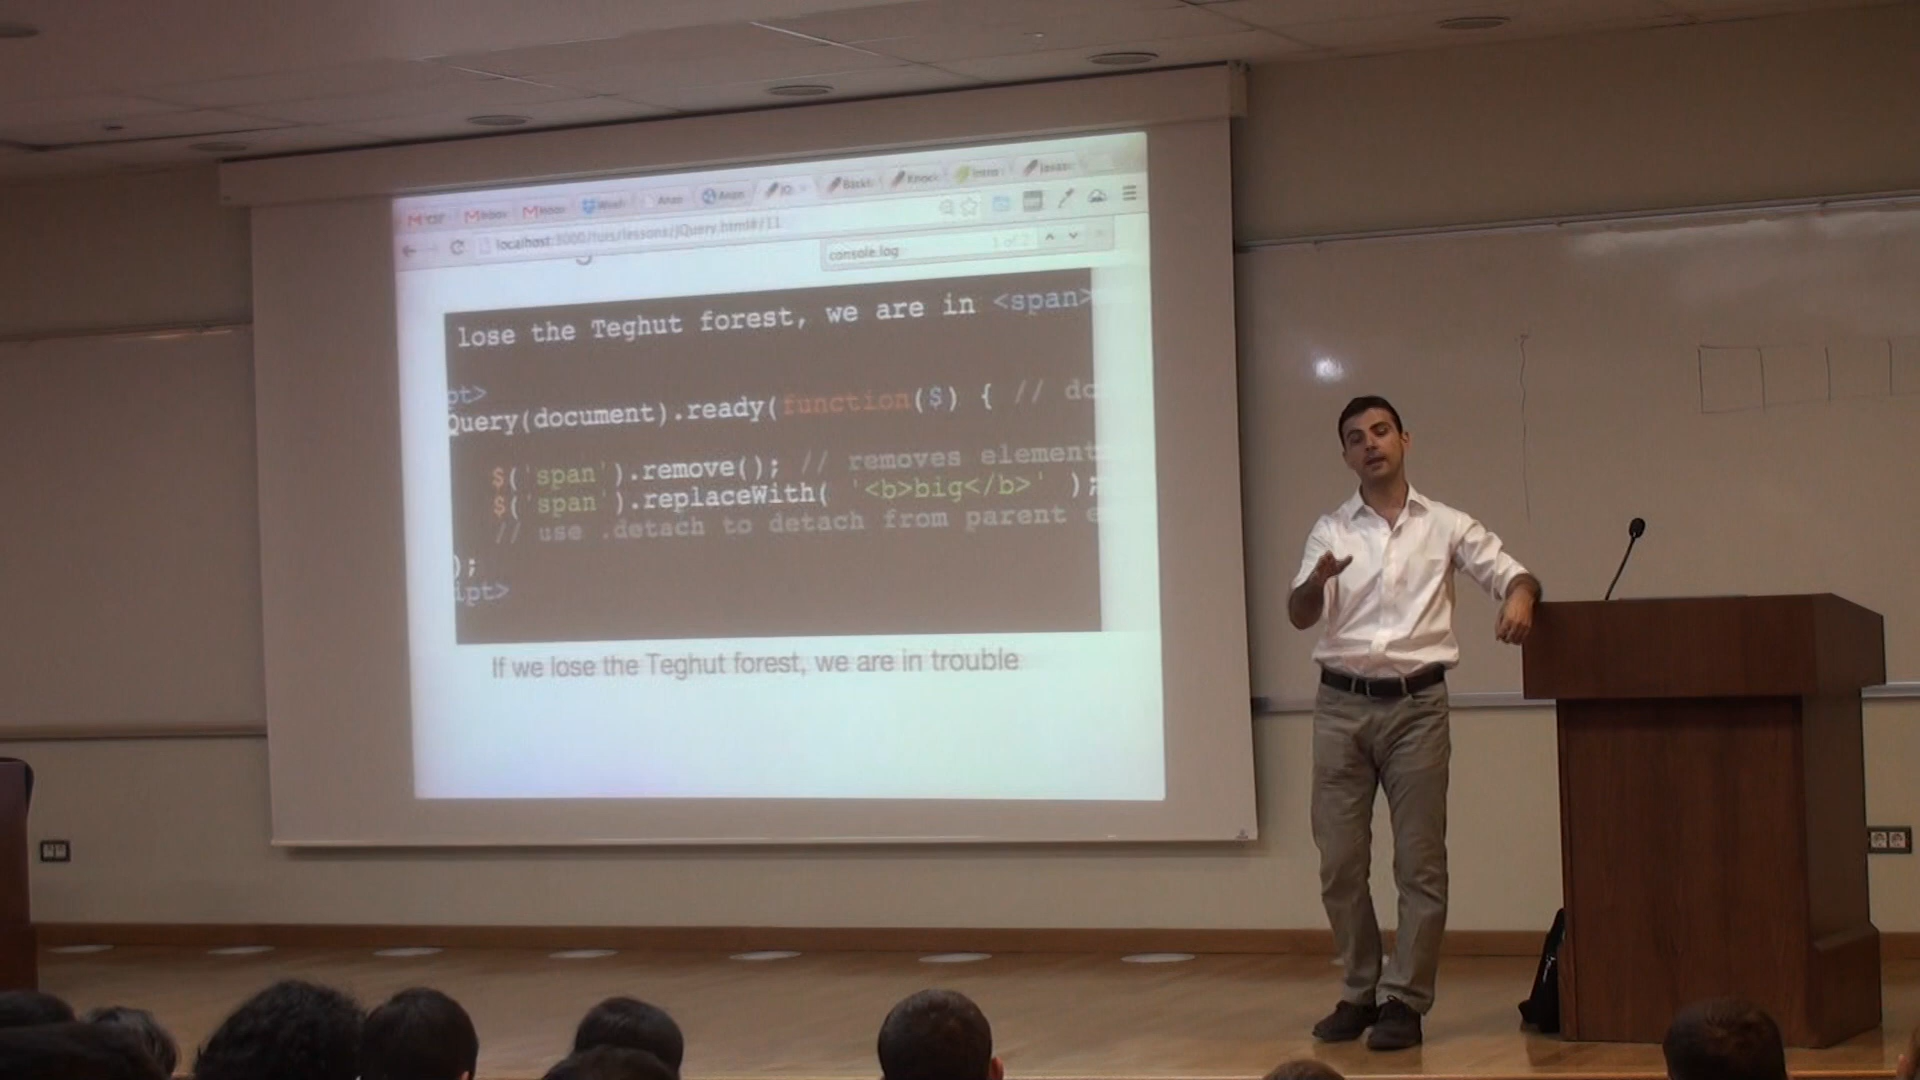 localhost:3000/tuts/lessons/jQuery.html#/11
console.log
1 of 2
lose the Teghut forest, we are in <span>
pt>
Query(document).ready(function($) { // do
$('span').remove(); // removes element
$('span').replaceWith( '<b>big</b>' );
// use .detach to detach from parent e
);
ipt>
If we lose the Teghut forest, we are in trouble